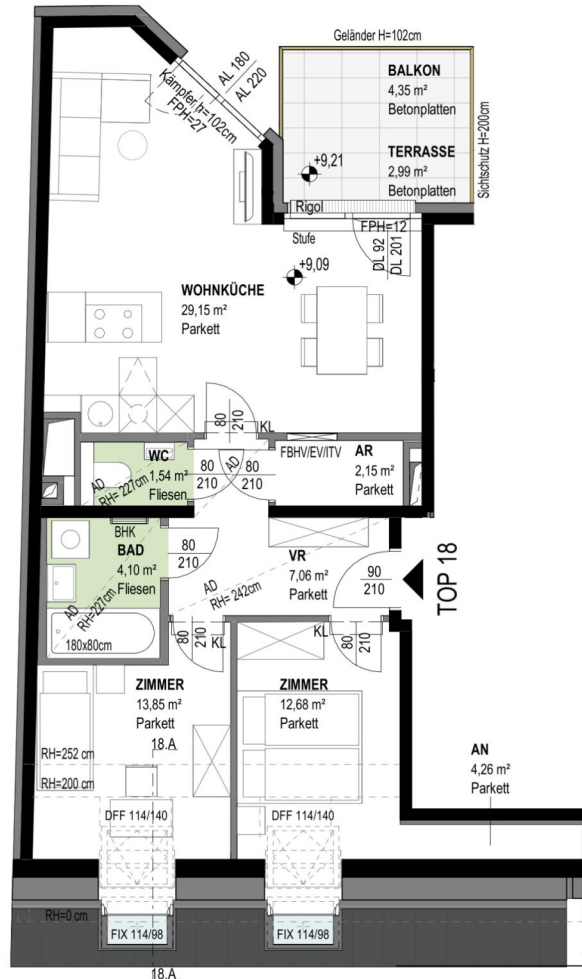 Geländer H=102cm
AL 180
AL 220
Kämpfer h=102cm
FPH=27
BALKON
4,35 m²
Betonplatten
TERRASSE
2,99 m²
Betonplatten
Sichtschutz H=200cm
+9,21
Rigol
Stufe
FPH=12
DL 92
DL 201
+9,09
WOHNKÜCHE
29,15 m²
Parkett
80
210
KL
FBHV/EV/ITV
WC
1,54 m²
Fliesen
AD
RH= 227cm
80
210
AD
80
210
AR
2,15 m²
Parkett
BHK
BAD
4,10 m²
Fliesen
AD
RH=227cm
180x80cm
80
210
VR
7,06 m²
Parkett
AD
RH= 242cm
90
210
TOP 18
80
210
KL
KL
80
210
ZIMMER
13,85 m²
Parkett
18.A
ZIMMER
12,68 m²
Parkett
AN
4,26 m²
Parkett
RH=252 cm
RH=200 cm
DFF 114/140
DFF 114/140
RH=0 cm
FIX 114/98
FIX 114/98
18.A